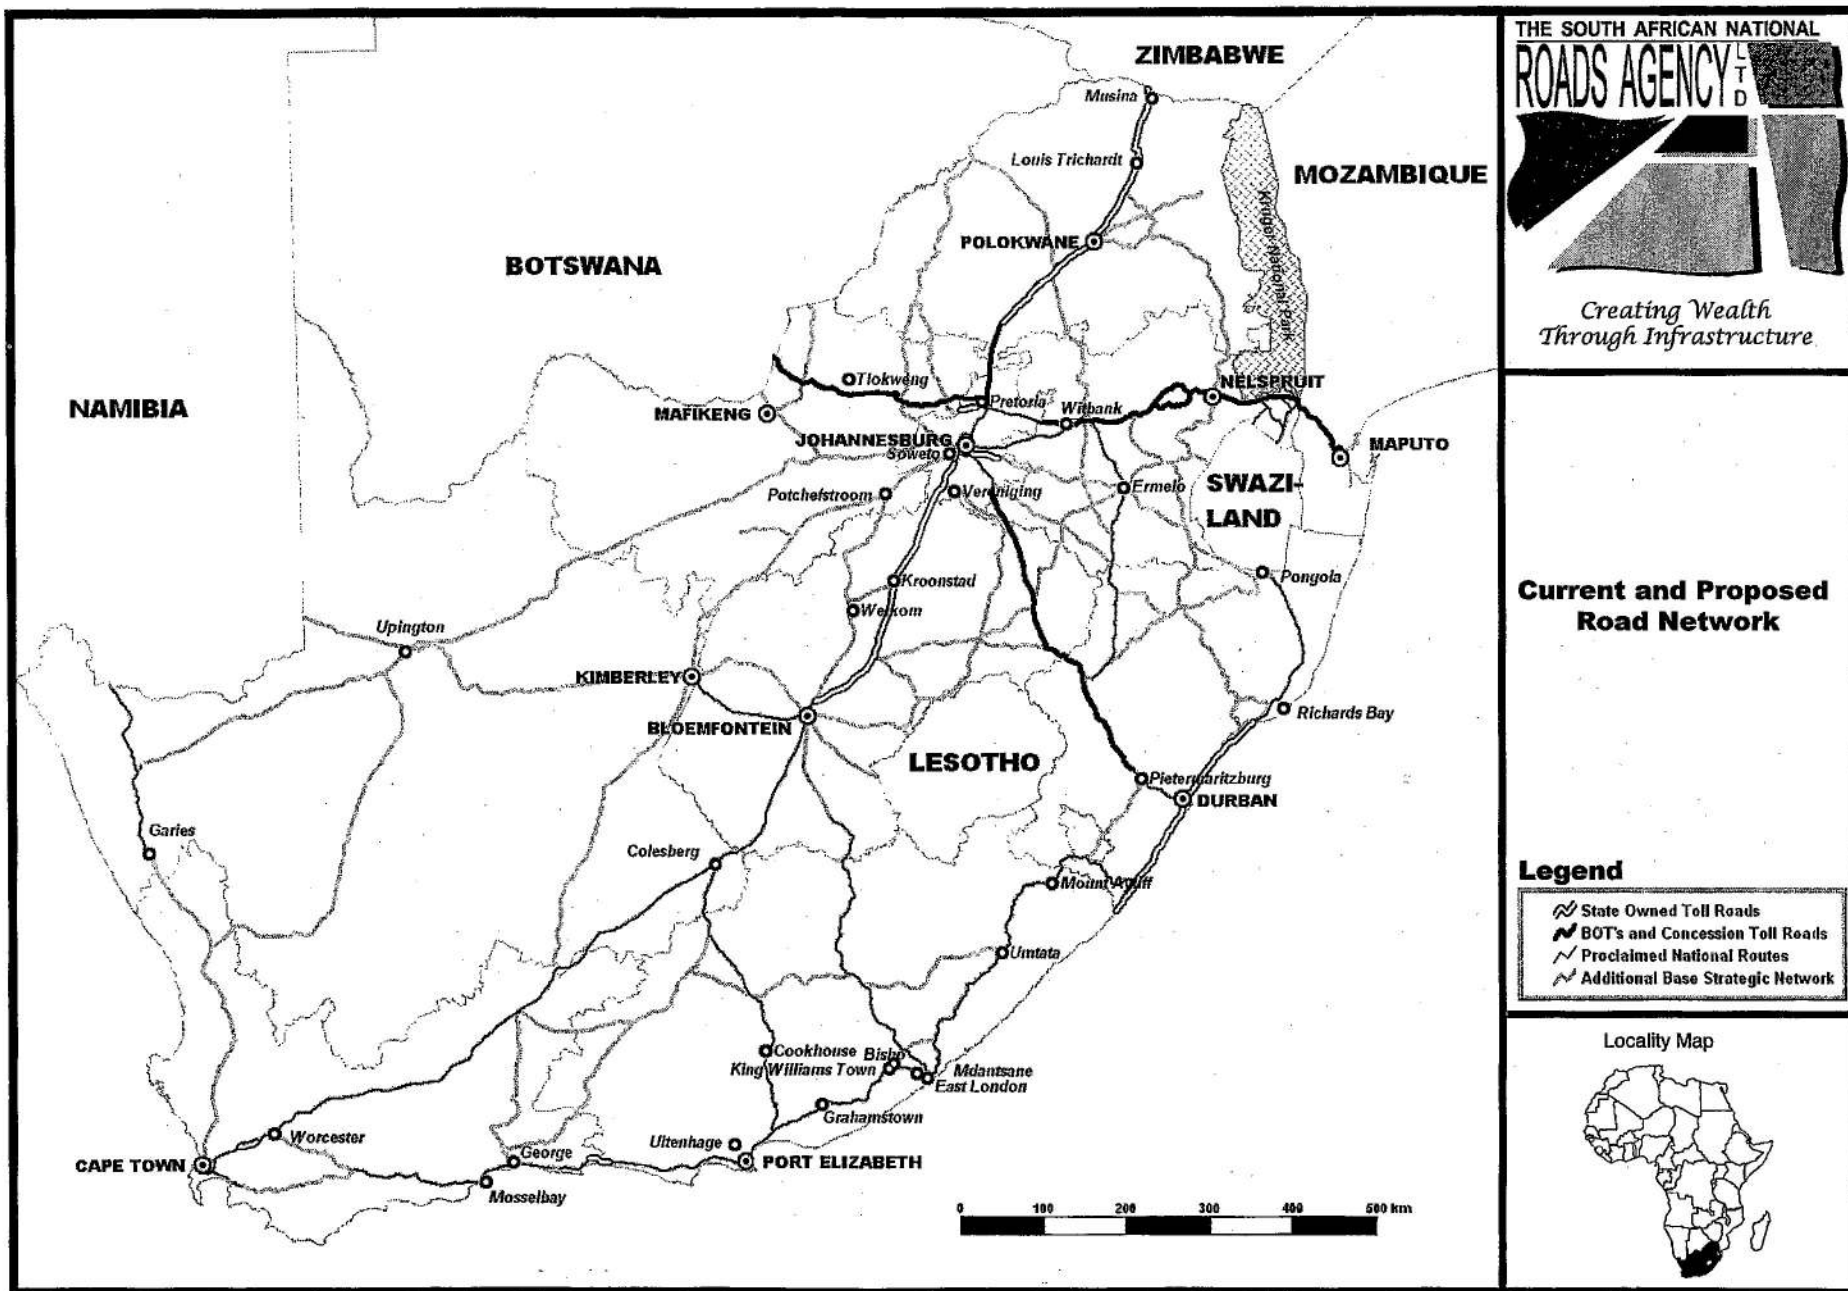 ZIMBABWE
Musina
Louis Trichardt
MOZAMBIQUE
Kruger National Park
POLOKWANE
BOTSWANA
Tlokweng
NELSPRUIT
NAMIBIA
MAFIKENG
Pretoria
Witbank
JOHANNESBURG
Soweto
MAPUTO
Potchefstroom
Vereniging
Ermelo
SWAZI-
LAND
Kroonstad
Pongola
Welkom
Upington
KIMBERLEY
BLOEMFONTEIN
Richards Bay
LESOTHO
Pietermaritzburg
DURBAN
Garies
Colesberg
Mount Ayliff
Umtata
Cookhouse
Bisho
King Williams Town
Mdantsane
East London
Grahamstown
Worcester
Uitenhage
CAPE TOWN
George
PORT ELIZABETH
Mosselbay
0 100 200 300 400 500 km
THE SOUTH AFRICAN NATIONAL
ROADS AGENCY LTD
Creating Wealth
Through Infrastructure
Current and Proposed
Road Network
Legend
State Owned Toll Roads
BOT's and Concession Toll Roads
Proclaimed National Routes
Additional Base Strategic Network
Locality Map